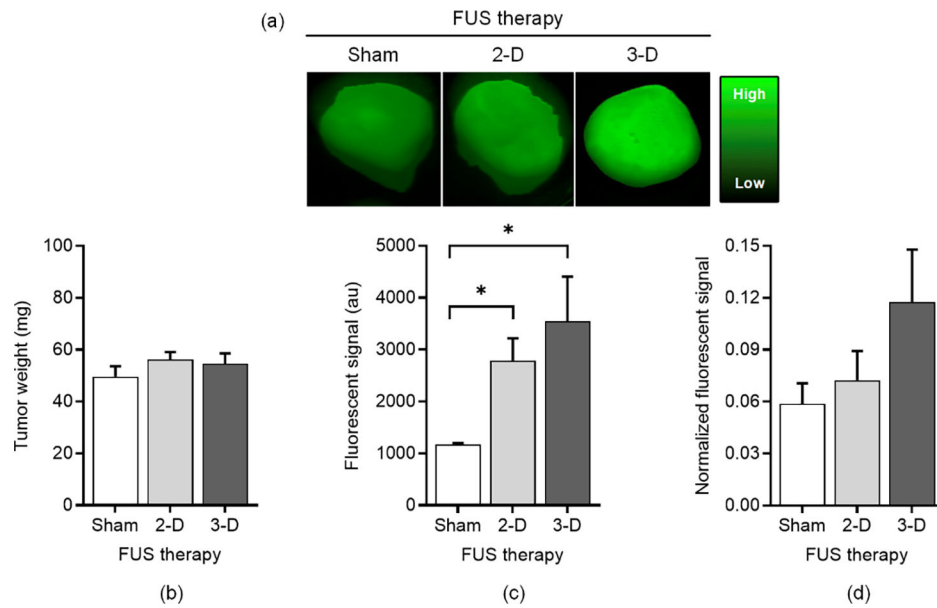 (a)
FUS therapy
Sham 2-D 3-D
High
Low
Tumor weight (mg)
100
80
60
40
20
0
Sham 2-D 3-D
FUS therapy
(b)
Fluorescent signal (au)
5000
4000
3000
2000
1000
0
* 
*
Sham 2-D 3-D
FUS therapy
(c)
Normalized fluorescent signal
0.15
0.12
0.09
0.06
0.03
0.00
Sham 2-D 3-D
FUS therapy
(d)